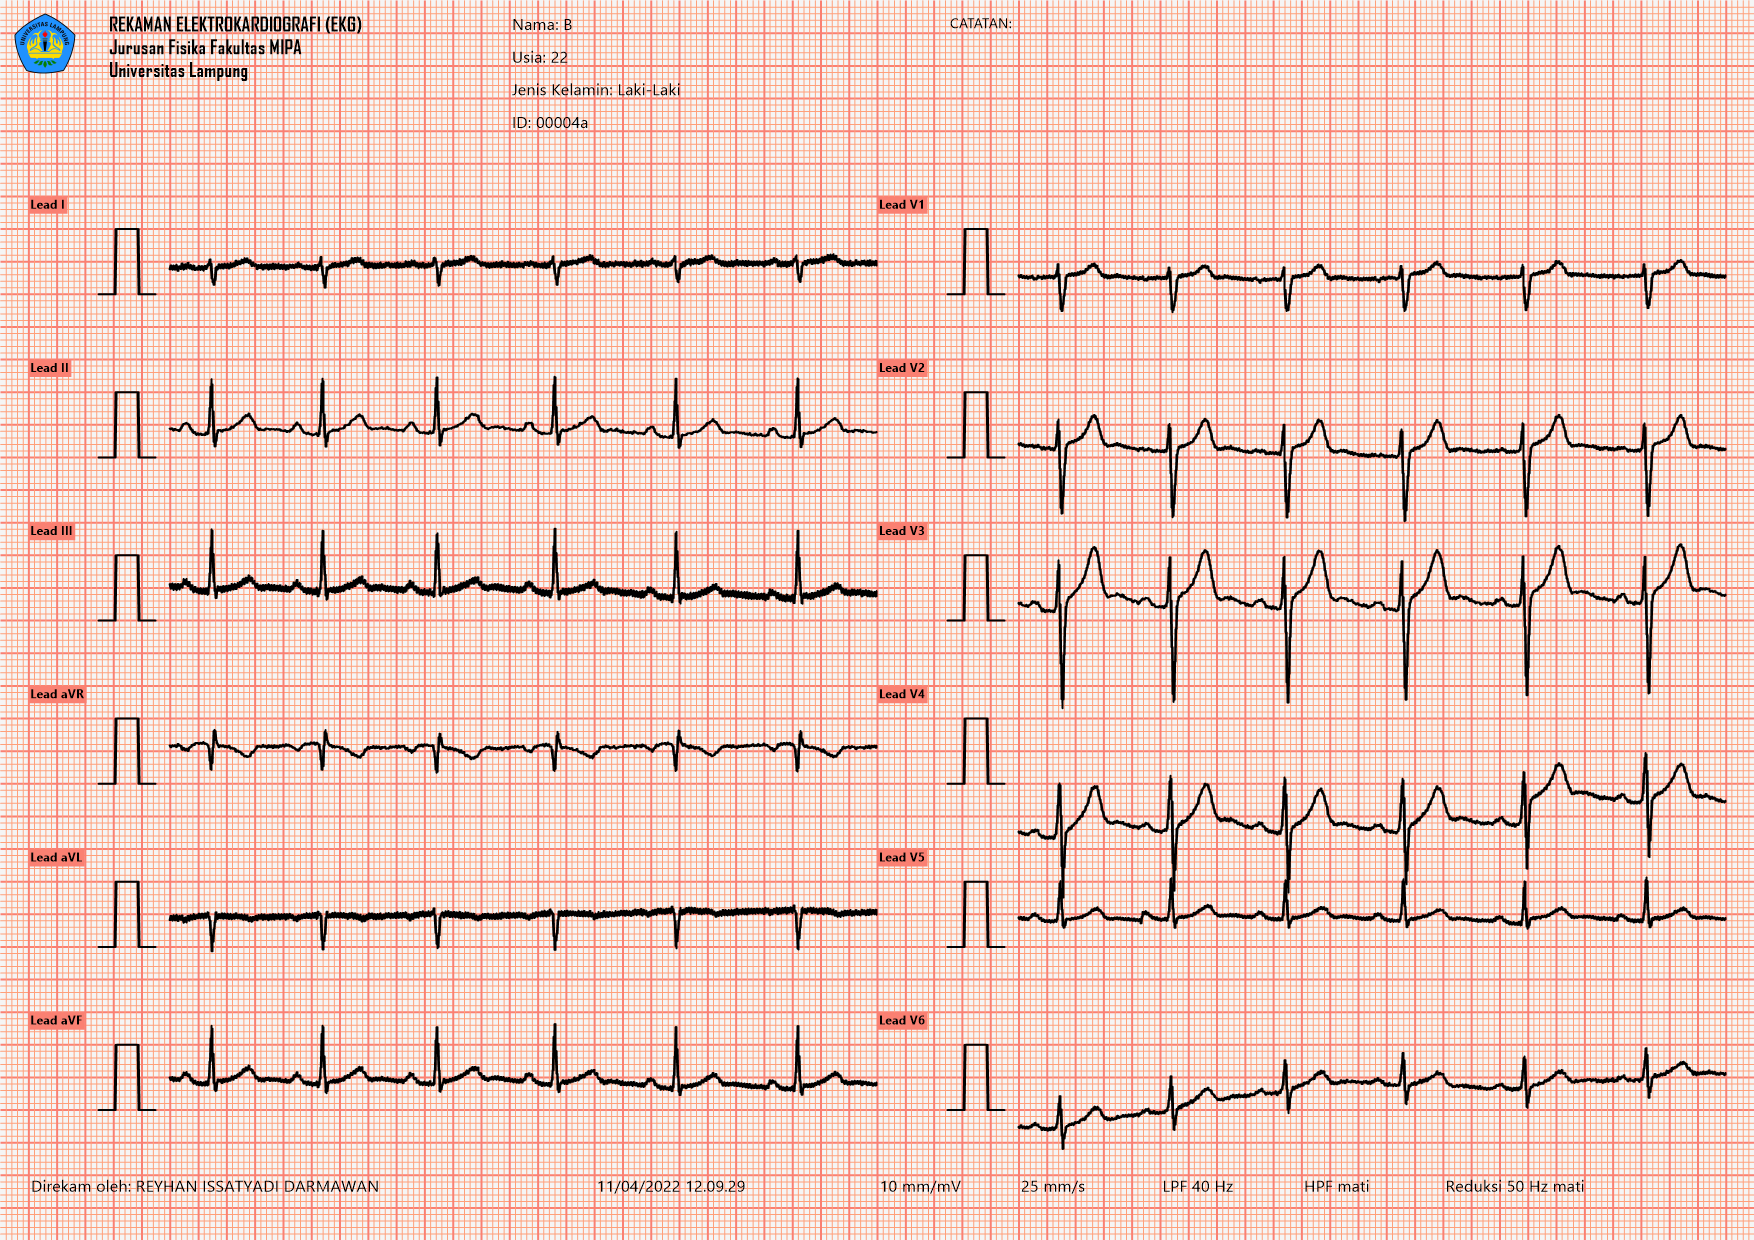 REKAMAN ELEKTROKARDIOGRAFI (EKG)
Jurusan Fisika Fakultas MIPA
Universitas Lampung
UNIVERSITAS LAMPUNG
Nama: B
Usia: 22
Jenis Kelamin: Laki-Laki
ID: 00004a
CATATAN:
Lead I
Lead V1
Lead II
Lead V2
Lead III
Lead V3
Lead aVR
Lead V4
Lead aVL
Lead V5
Lead aVF
Lead V6
Direkam oleh: REYHAN ISSATYADI DARMAWAN
11/04/2022 12.09.29
10 mm/mV
25 mm/s
LPF 40 Hz
HPF mati
Reduksi 50 Hz mati